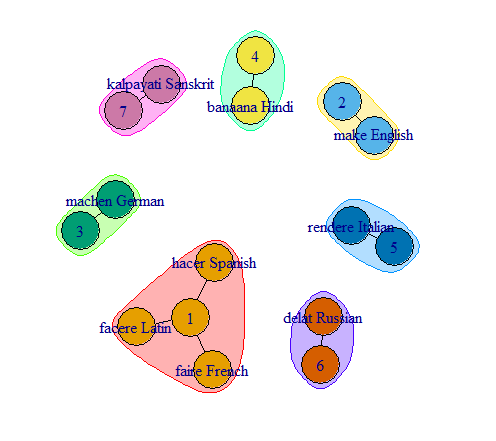 4
kalpayati Sanskrit
2
banaana Hindi
7
make English
machen German
rendere Italian
3
5
hacer Spanish
1
delat Russian
facere Latin
6
faire French